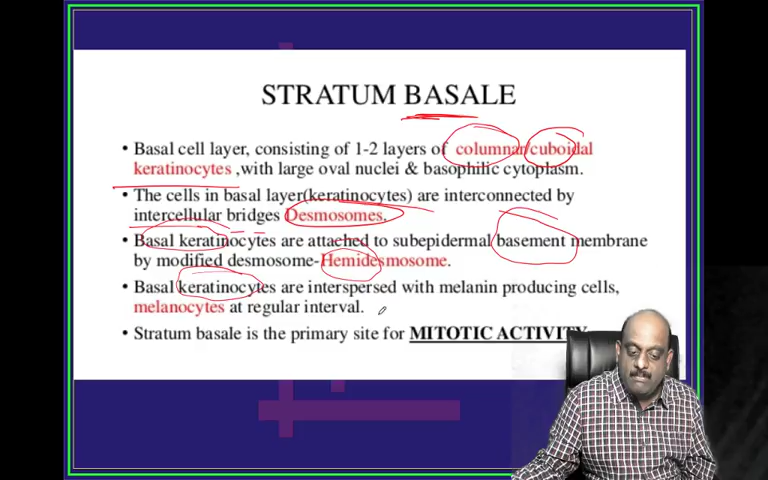 STRATUM BASALE
• Basal cell layer, consisting of 1-2 layers of columnar/cuboidal
keratinocytes ,with large oval nuclei & basophilic cytoplasm.
• The cells in basal layer(keratinocytes) are interconnected by
intercellular bridges Desmosomes.
• Basal keratinocytes are attached to subepidermal basement membrane
by modified desmosome-Hemidesmosome.
• Basal keratinocytes are interspersed with melanin producing cells,
melanocytes at regular interval.
• Stratum basale is the primary site for MITOTIC ACTIVITY